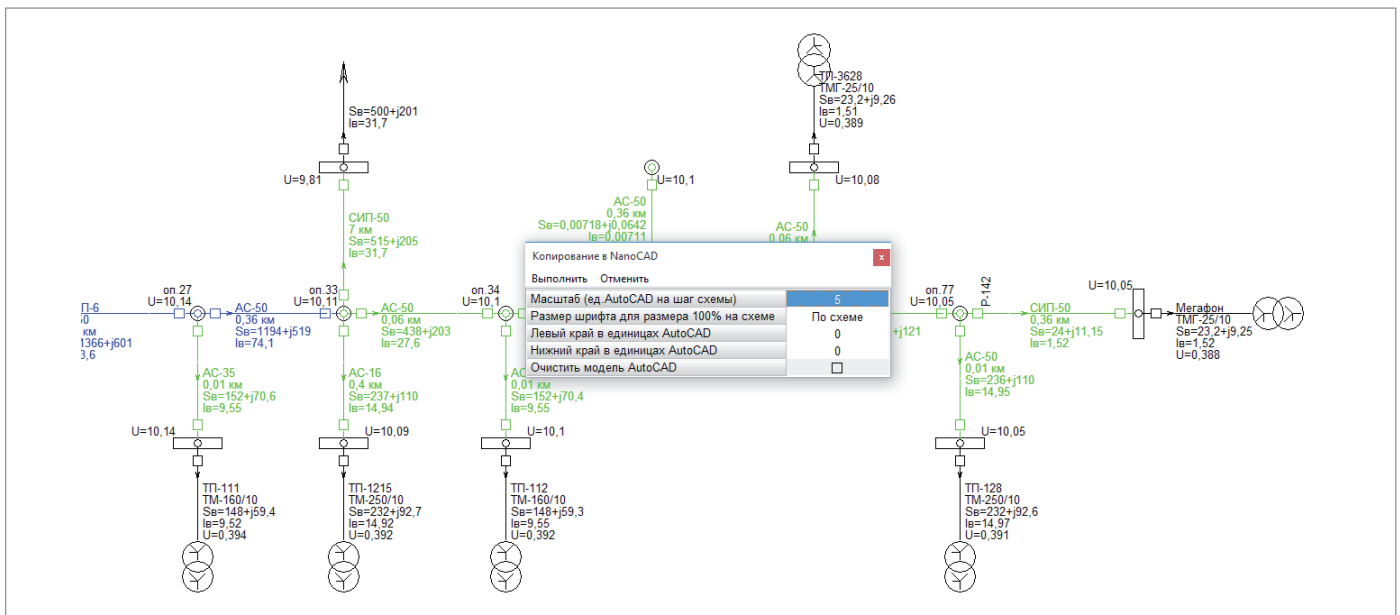 ТП-3628
ТМГ-25/10
Sв=23,2+j9,26
Iв=1,51
U=0,389
Sв=500+j201
Iв=31,7
U=9,81
U=10,1
U=10,08
АС-50
0,36 км
Sв=0,00718+j0,0642
Iв=0,00711
СИП-50
7 км
Sв=515+j205
Iв=31,7
АС-50
0,06 км
Копирование в NanoCAD
x
Выполнить Отменить
Масштаб (ед.AutoCAD на шаг схемы) 5
Размер шрифта для размера 100% на схеме По схеме
Левый край в единицах AutoCAD 0
Нижний край в единицах AutoCAD 0
Очистить модель AutoCAD
П-6
50
км
1366+j601
3,6
оп.27
U=10,14
АС-50
0,36 км
Sв=1194+j519
Iв=74,1
оп.33
U=10,11
АС-50
0,06 км
Sв=438+j203
Iв=27,6
оп.34
U=10,1
+j121
оп.77
U=10,05
Р-142
СИП-50
0,36 км
Sв=24+j11,15
Iв=1,52
U=10,05
Мегафон
ТМГ-25/10
Sв=23,2+j9,25
Iв=1,52
U=0,388
АС-35
0,01 км
Sв=152+j70,6
Iв=9,55
АС-16
0,4 км
Sв=237+j110
Iв=14,94
АС
0,01 км
Sв=152+j70,4
Iв=9,55
АС-50
0,01 км
Sв=236+j110
Iв=14,95
U=10,14
U=10,09
U=10,1
U=10,05
ТП-111
ТМ-160/10
Sв=148+j59,4
Iв=9,52
U=0,394
ТП-1215
ТМ-250/10
Sв=232+j92,7
Iв=14,92
U=0,392
ТП-112
ТМ-160/10
Sв=148+j59,3
Iв=9,55
U=0,392
ТП-128
ТМ-250/10
Sв=232+j92,6
Iв=14,97
U=0,391